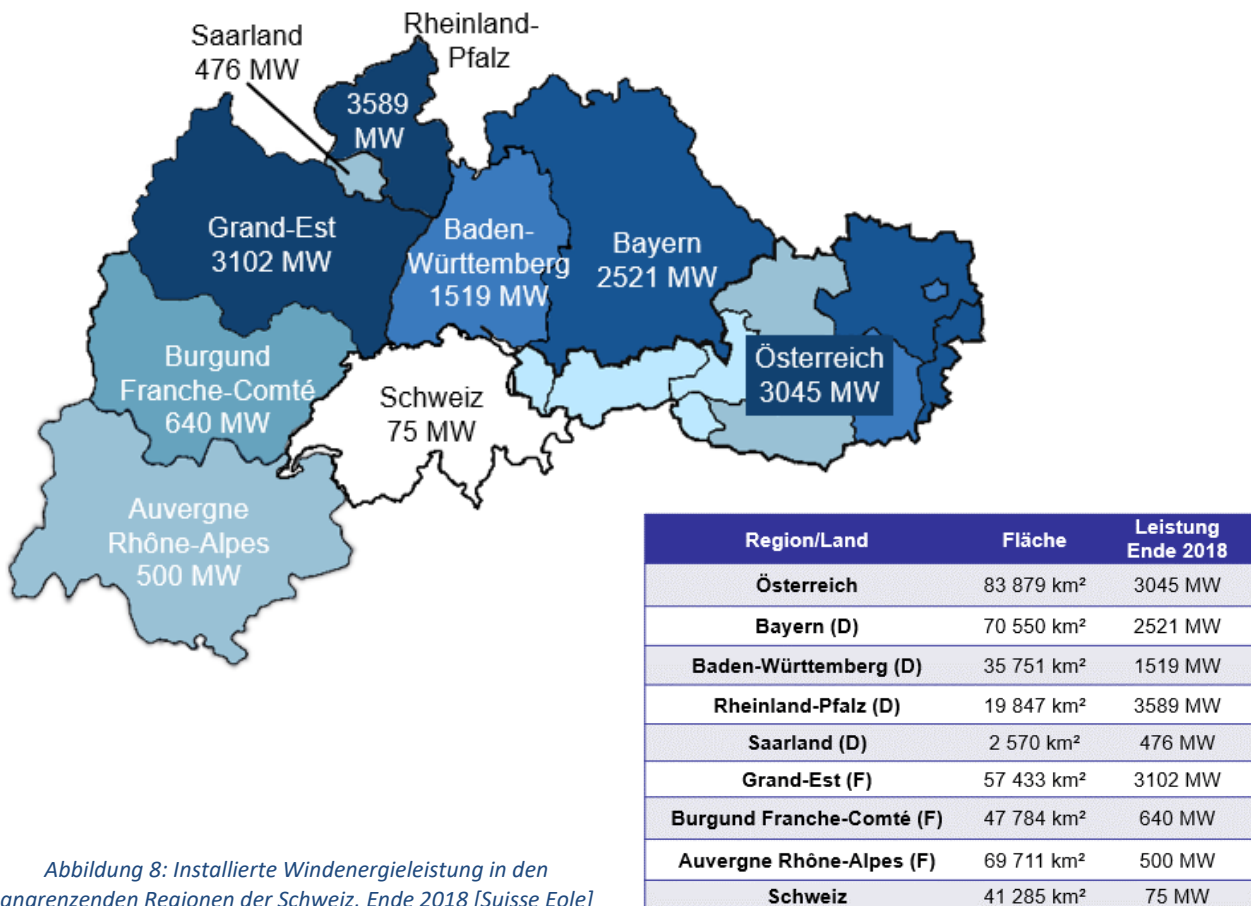 Saarland
476 MW
Rheinland-
Pfalz
3589
MW
Grand-Est
3102 MW
Baden-
Württemberg
1519 MW
Bayern
2521 MW
Burgund
Franche-Comté
640 MW
Schweiz
75 MW
Österreich
3045 MW
Auvergne
Rhône-Alpes
500 MW
Region/Land Fläche Leistung Ende 2018
Österreich 83 879 km² 3045 MW
Bayern (D) 70 550 km² 2521 MW
Baden-Württemberg (D) 35 751 km² 1519 MW
Rheinland-Pfalz (D) 19 847 km² 3589 MW
Saarland (D) 2 570 km² 476 MW
Grand-Est (F) 57 433 km² 3102 MW
Burgund Franche-Comté (F) 47 784 km² 640 MW
Auvergne Rhône-Alpes (F) 69 711 km² 500 MW
Schweiz 41 285 km² 75 MW
Abbildung 8: Installierte Windenergieleistung in den
angrenzenden Regionen der Schweiz, Ende 2018 [Suisse Eole]